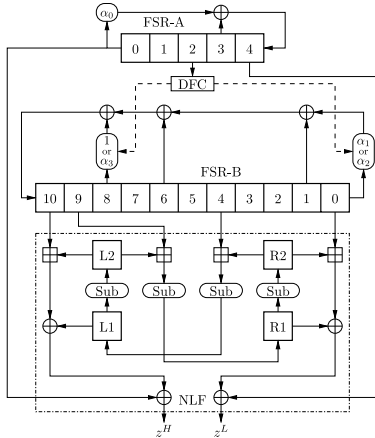 α₀
FSR-A
0 1 2 3 4
DFC
1 or α₃
α₁ or α₂
FSR-B
10 9 8 7 6 5 4 3 2 1 0
L2 R2
Sub Sub Sub Sub
L1 R1
NLF
z^H z^L